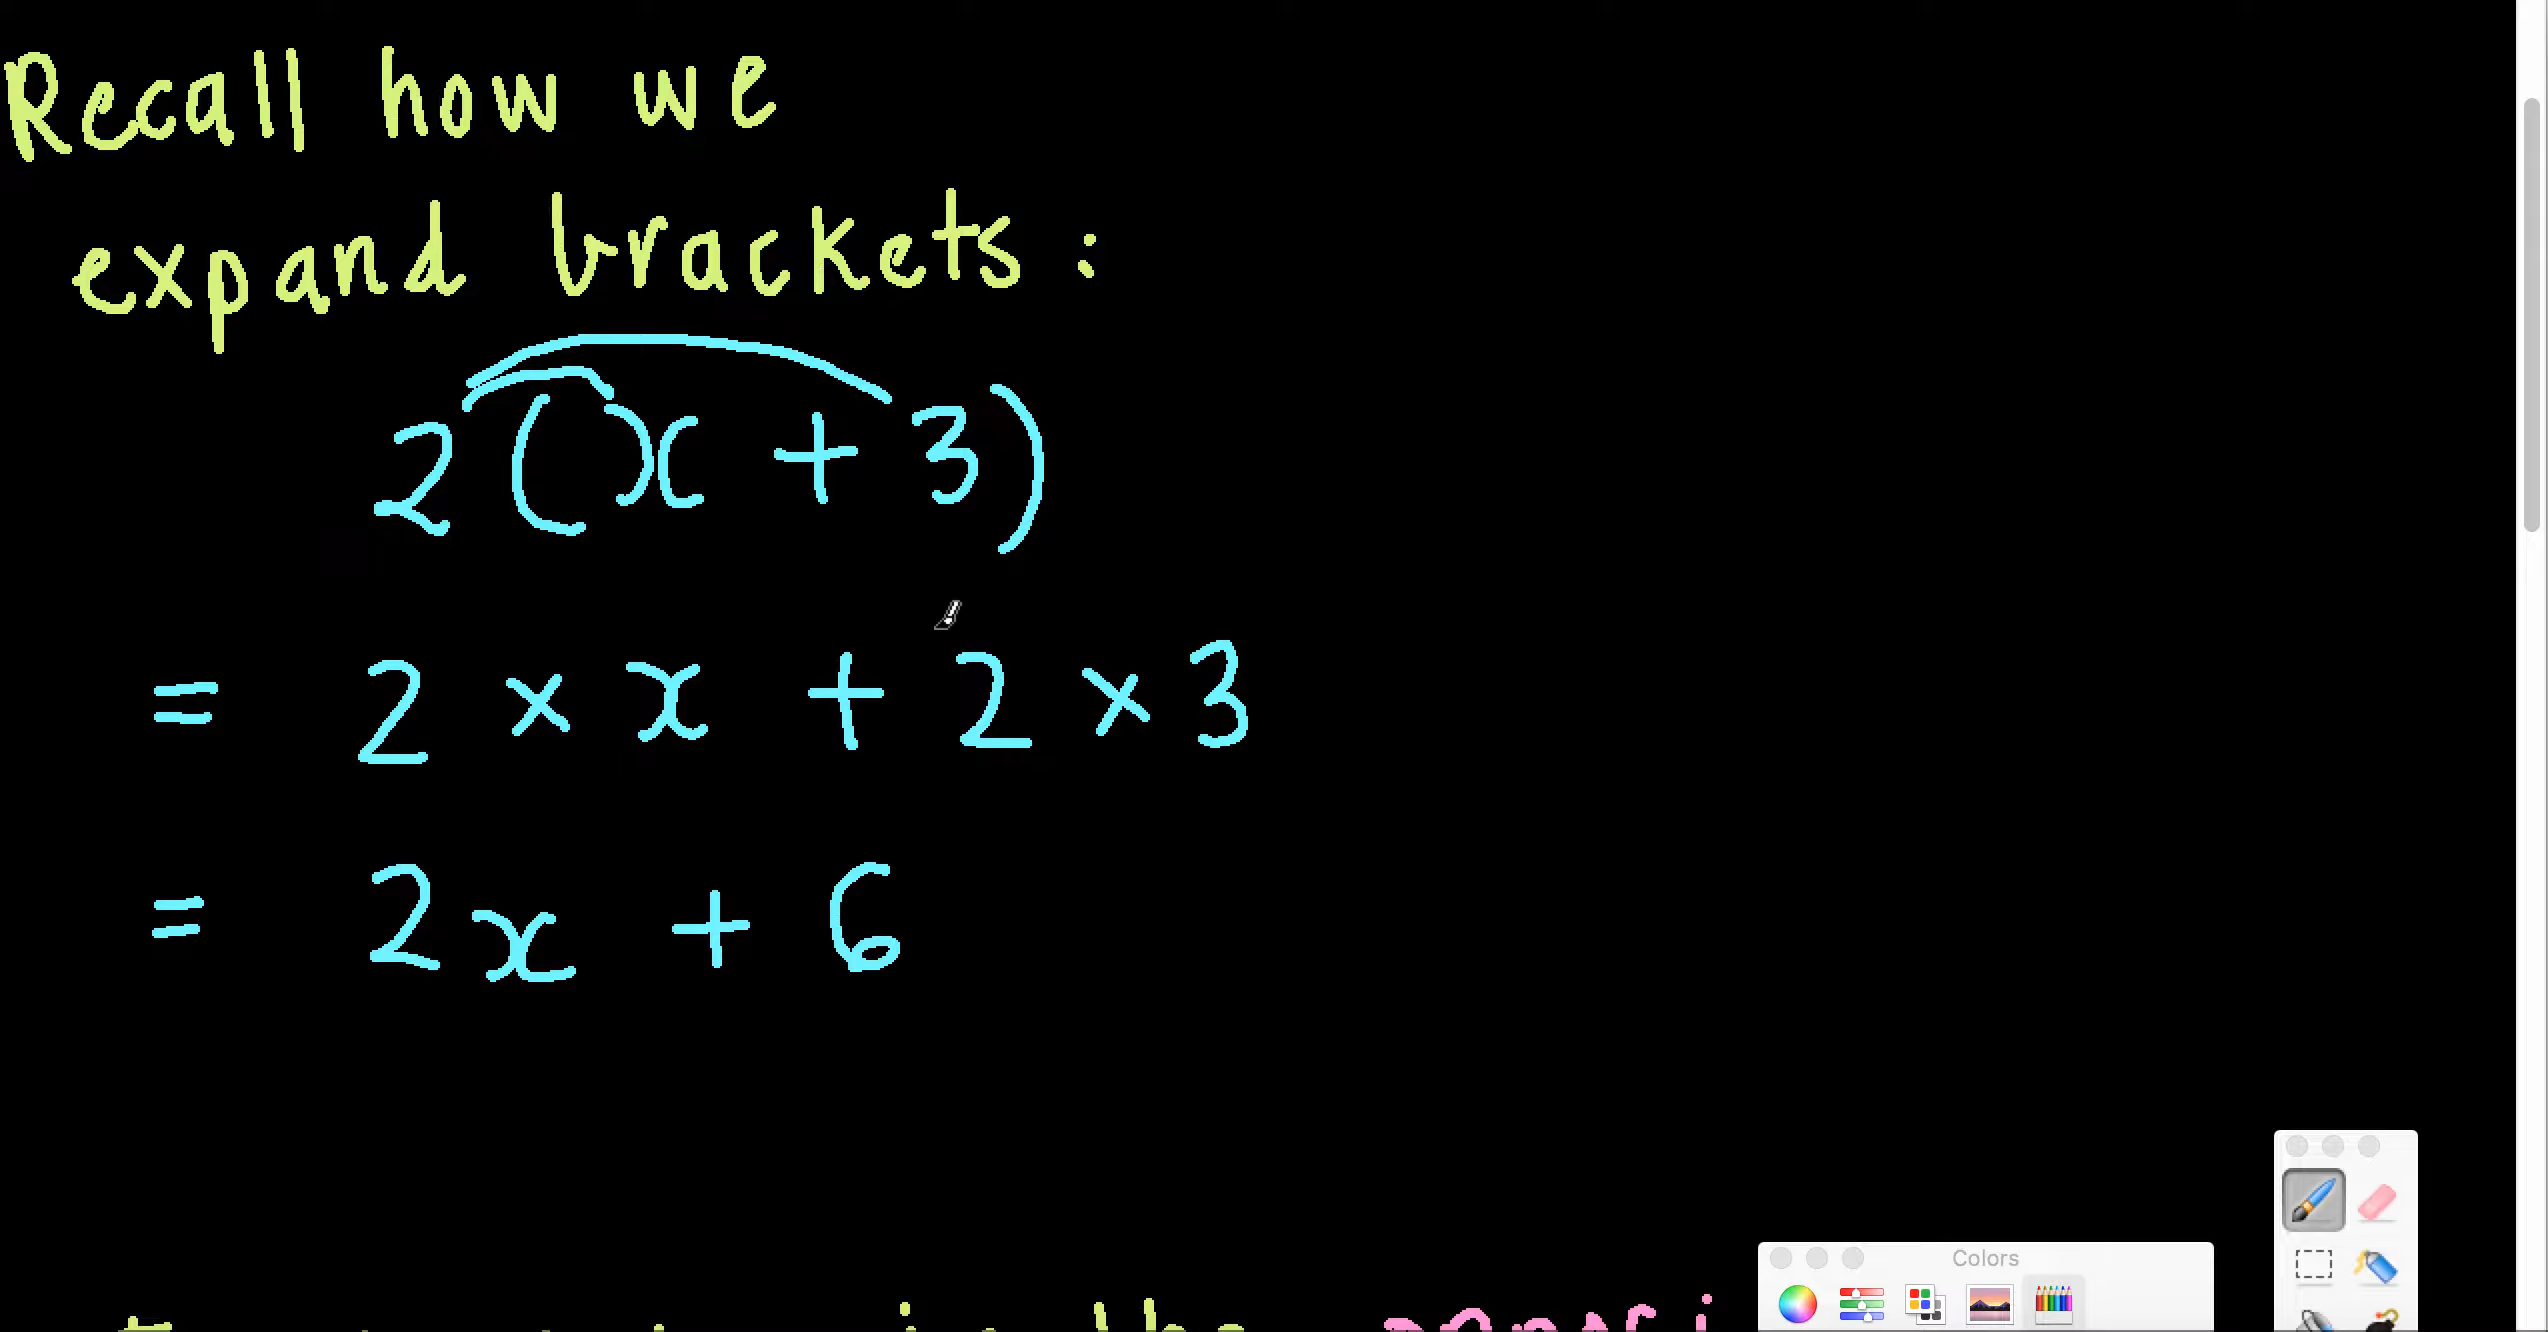 Recall how we
expand brackets:
2(x + 3)
= 2 × x + 2 × 3
= 2x + 6
Colors